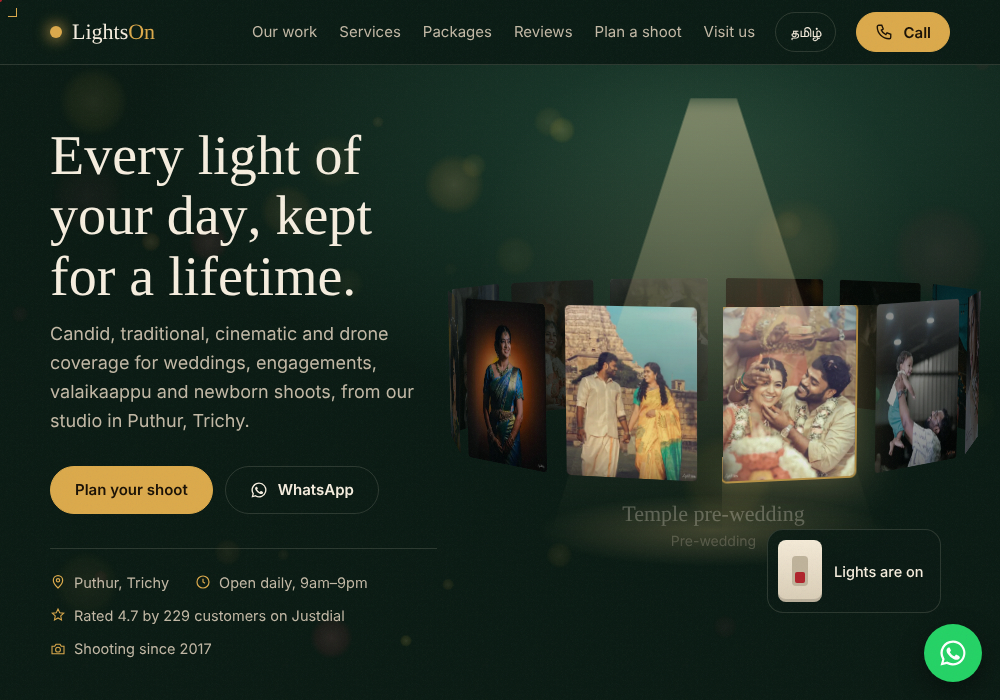 LightsOn
Our work
Services
Packages
Reviews
Plan a shoot
Visit us
தமிழ்
Call
Every light of
your day, kept
for a lifetime.
Candid, traditional, cinematic and drone
coverage for weddings, engagements,
valaikaappu and newborn shoots, from our
studio in Puthur, Trichy.
Plan your shoot
WhatsApp
Puthur, Trichy
Open daily, 9am–9pm
Rated 4.7 by 229 customers on Justdial
Shooting since 2017
Temple pre-wedding
Pre-wedding
Lights are on